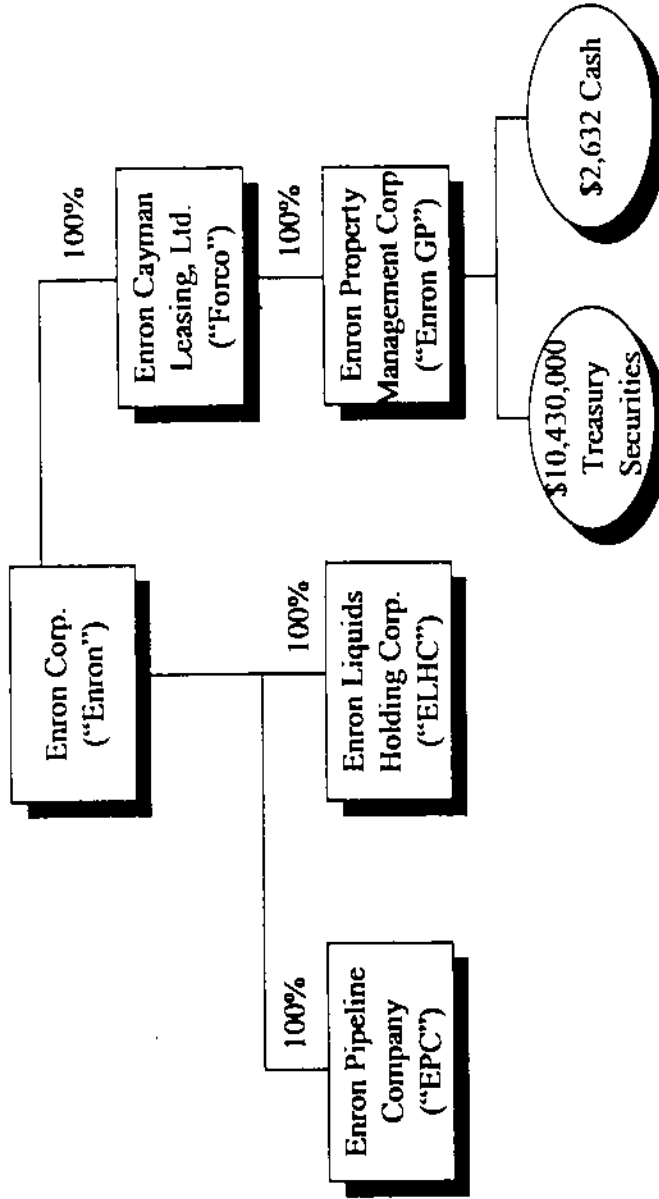 Enron Corp.
("Enron")
100%
Enron Cayman
Leasing, Ltd.
("Forco")
100%
100%
100%
Enron Pipeline
Company
("EPC")
Enron Liquids
Holding Corp.
("ELHC")
Enron Property
Management Corp
("Enron GP")
$10,430,000
Treasury
Securities
$2,632 Cash